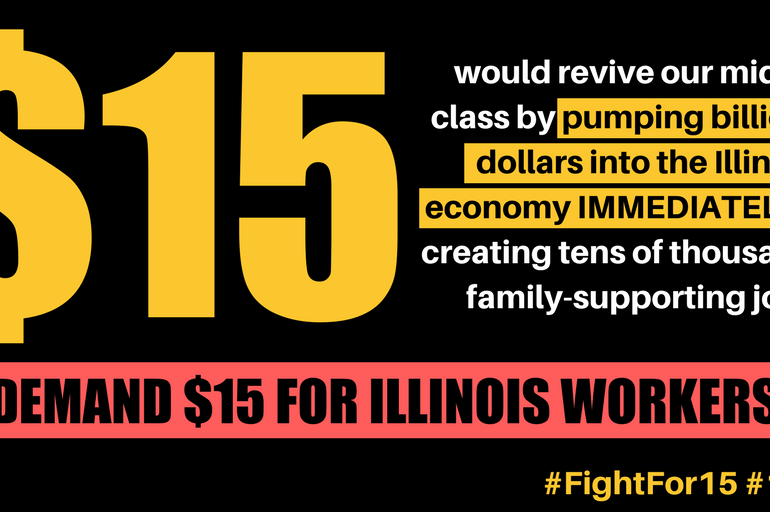 $15
would revive our
class by pumping
dollars into the
economy
creating tens of
family-supporting
DEMAND $15 FOR ILLINOIS WORKERS
#FightFor15